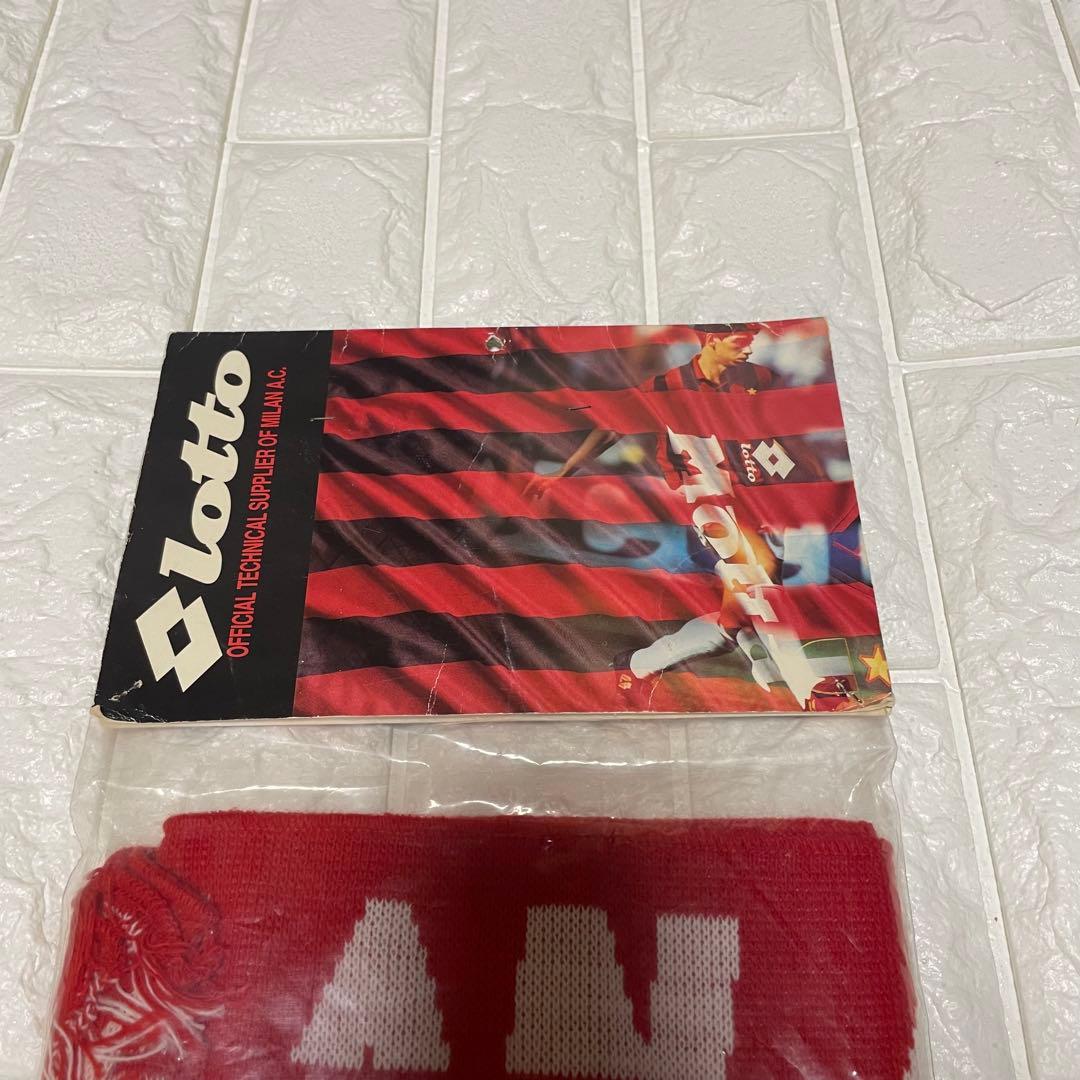 lotto
OFFICIAL TECHNICAL SUPPLIER OF MILAN A.C.
lotto
AN